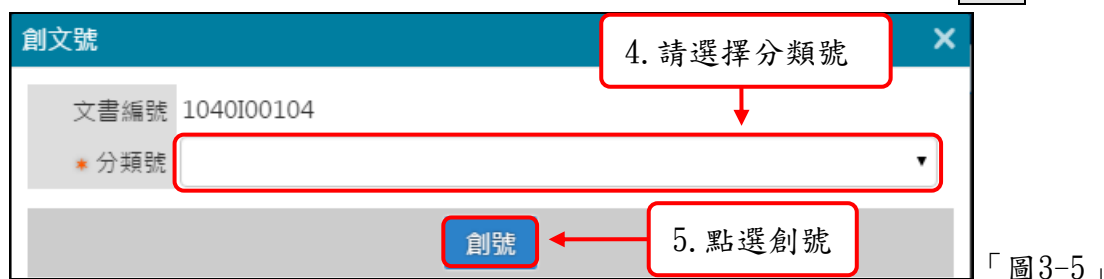 創文號
4.請選擇分類號
文書編號 1040I00104
* 分類號
創號
5.點選創號
「圖3-5」